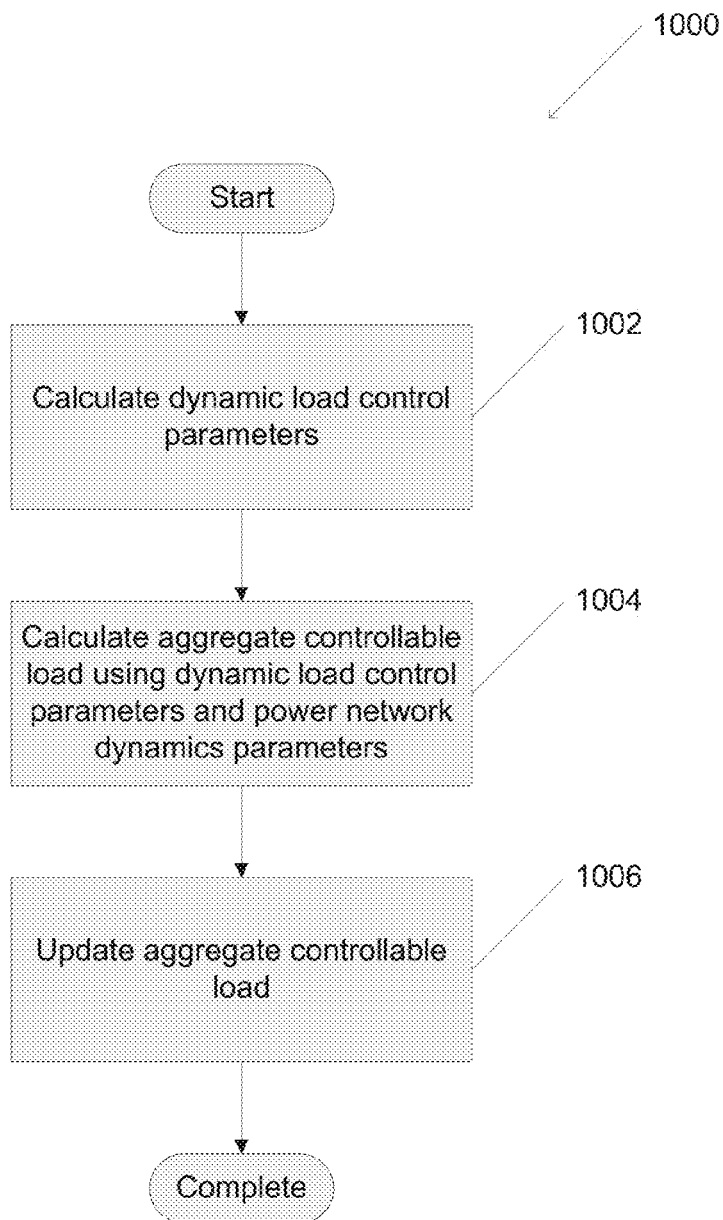 1000
Start
1002
Calculate dynamic load control
parameters
1004
Calculate aggregate controllable
load using dynamic load control
parameters and power network
dynamics parameters
1006
Update aggregate controllable
load
Complete